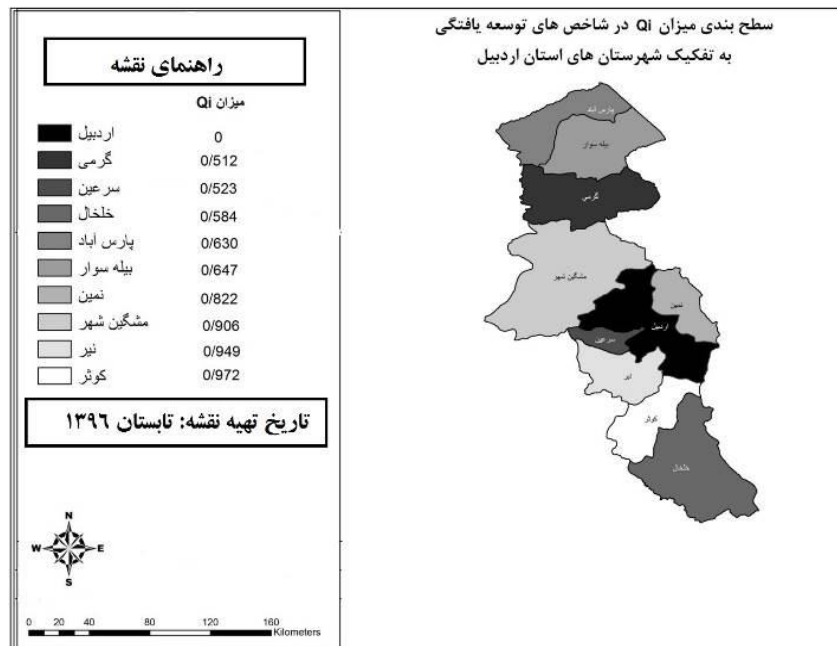 سطح بندی میزان Qi در شاخص های توسعه یافتگی
به تفکیک شهرستان های استان اردبیل
راهنمای نقشه
میزان Qi
اردبیل 0
گرمی 0/512
سرعین 0/523
خلخال 0/584
پارس آباد 0/630
بیله سوار 0/647
نمین 0/822
مشگین شهر 0/906
نیر 0/949
کوثر 0/972
تاریخ تهیه نقشه: تابستان ۱۳۹۶
N
W E
S
0 20 40 80 120 160
Kilometers
پارس آباد
بیله سوار
گرمی
مشگین شهر
نمین
اردبیل
سرعین
نیر
کوثر
خلخال